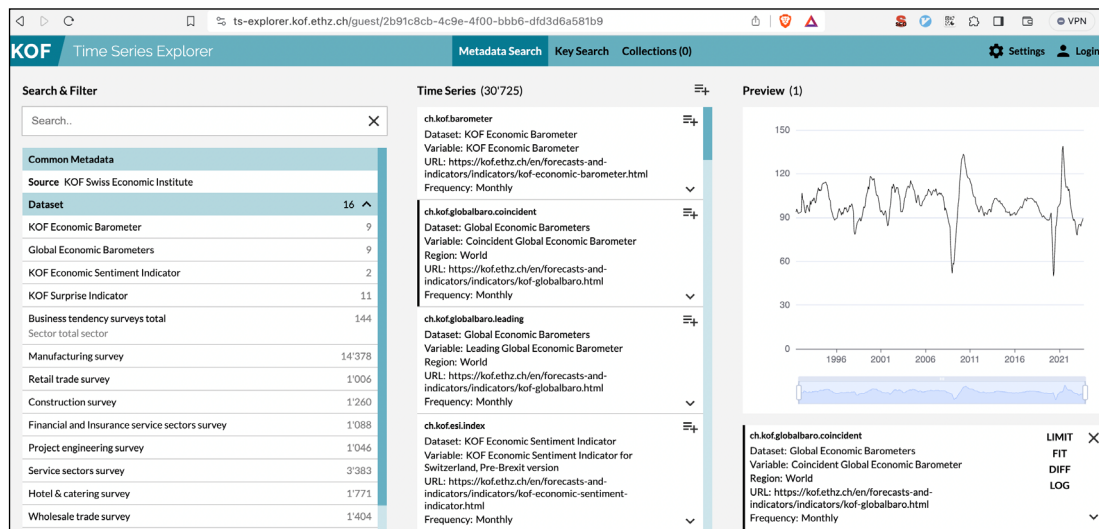 ts-explorer.kof.ethz.ch/guest/2b91c8cb-4c9e-4f00-bbb6-dfd3d6a581b9
VPN
KOF
Time Series Explorer
Metadata Search
Key Search
Collections (0)
Settings
Login
Search & Filter
Search..
Common Metadata
Source KOF Swiss Economic Institute
Dataset 16
KOF Economic Barometer 9
Global Economic Barometers 9
KOF Economic Sentiment Indicator 2
KOF Surprise Indicator 11
Business tendency surveys total 144
Sector total sector
Manufacturing survey 14'378
Retail trade survey 1'006
Construction survey 1'260
Financial and Insurance service sectors survey 1'088
Project engineering survey 1'046
Service sectors survey 3'383
Hotel & catering survey 1'771
Wholesale trade survey 1'404
Time Series (30'725)
ch.kof.barometer
Dataset: KOF Economic Barometer
Variable: KOF Economic Barometer
URL: https://kof.ethz.ch/en/forecasts-and-
indicators/indicators/kof-economic-barometer.html
Frequency: Monthly
ch.kof.globalbaro.coincident
Dataset: Global Economic Barometers
Variable: Coincident Global Economic Barometer
Region: World
URL: https://kof.ethz.ch/en/forecasts-and-
indicators/indicators/kof-globalbaro.html
Frequency: Monthly
ch.kof.globalbaro.leading
Dataset: Global Economic Barometers
Variable: Leading Global Economic Barometer
Region: World
URL: https://kof.ethz.ch/en/forecasts-and-
indicators/indicators/kof-globalbaro.html
Frequency: Monthly
ch.kof.esi.index
Dataset: KOF Economic Sentiment Indicator
Variable: KOF Economic Sentiment Indicator for
Switzerland, Pre-Brexit version
URL: https://kof.ethz.ch/en/forecasts-and-
indicators/indicators/kof-economic-sentiment-
indicator.html
Frequency: Monthly
Preview (1)
150
120
90
60
30
0
1996 2001 2006 2011 2016 2021
ch.kof.globalbaro.coincident
Dataset: Global Economic Barometers
Variable: Coincident Global Economic Barometer
Region: World
URL: https://kof.ethz.ch/en/forecasts-and-
indicators/indicators/kof-globalbaro.html
Frequency: Monthly
LIMIT
FIT
DIFF
LOG